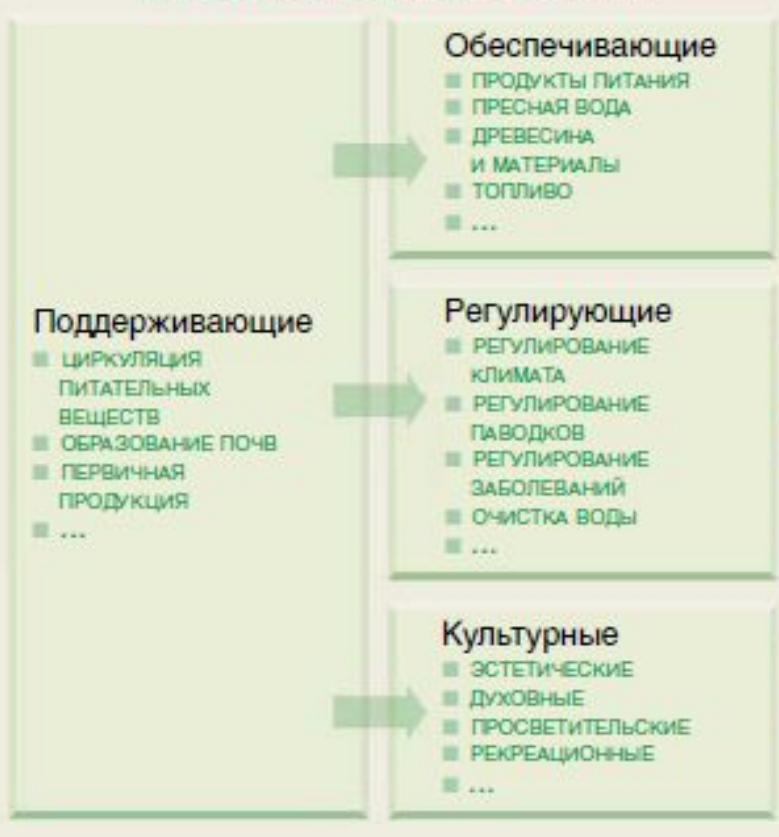 Поддерживающие
ЦИРКУЛЯЦИЯ
ПИТАТЕЛЬНЫХ
ВЕЩЕСТВ
ОБРАЗОВАНИЕ ПОЧВ
ПЕРВИЧНАЯ
ПРОДУКЦИЯ
...
Обеспечивающие
ПРОДУКТЫ ПИТАНИЯ
ПРЕСНАЯ ВОДА
ДРЕВЕСИНА
И МАТЕРИАЛЫ
ТОПЛИВО
...
Регулирующие
РЕГУЛИРОВАНИЕ
КЛИМАТА
РЕГУЛИРОВАНИЕ
ПАВОДКОВ
РЕГУЛИРОВАНИЕ
ЗАБОЛЕВАНИЙ
ОЧИСТКА ВОДЫ
...
Культурные
ЭСТЕТИЧЕСКИЕ
ДУХОВНЫЕ
ПРОСВЕТИТЕЛЬСКИЕ
РЕКРЕАЦИОННЫЕ
...